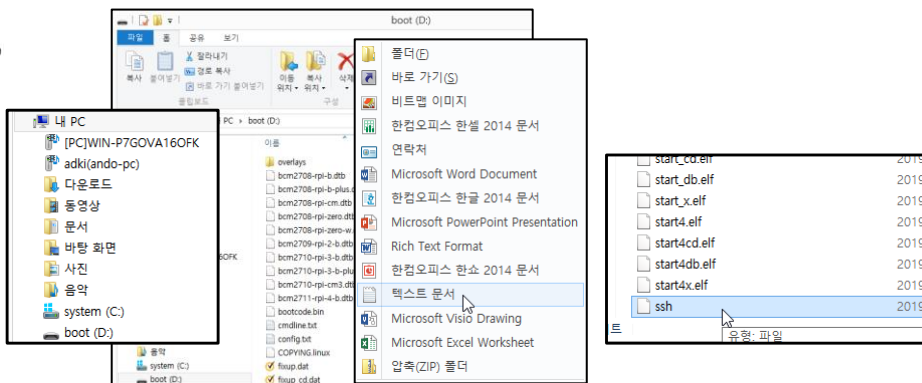 boot (D:)
파일 홈 공유 보기
복사 붙여넣기
잘라내기
경로 복사
바로 가기 붙여넣기
이동 위치 복사 위치 삭제
클립보드 구성
PC › boot (D:)
이름
overlays
bcm2708-rpi-b.dtb
bcm2708-rpi-b-plus.d
bcm2708-rpi-cm.dtb
bcm2708-rpi-zero.dtb
bcm2708-rpi-zero-w.
bcm2709-rpi-2-b.dtb
bcm2710-rpi-3-b.dtb
bcm2710-rpi-3-b-plu
bcm2710-rpi-cm3.dtb
bcm2711-rpi-4-b.dtb
bootcode.bin
cmdline.txt
config.txt
COPYING.linux
fixup.dat
fixup_cd.dat
6OFK
음악
system (C:)
boot (D:)
내 PC
[PC]WIN-P7GOVA16OFK
adki(ando-pc)
다운로드
동영상
문서
바탕 화면
사진
음악
system (C:)
boot (D:)
폴더(F)
바로 가기(S)
비트맵 이미지
한컴오피스 한셀 2014 문서
연락처
Microsoft Word Document
한컴오피스 한글 2014 문서
Microsoft PowerPoint Presentation
Rich Text Format
한컴오피스 한쇼 2014 문서
텍스트 문서
Microsoft Visio Drawing
Microsoft Excel Worksheet
압축(ZIP) 폴더
start_cd.elf 2019
start_db.elf 2019
start_x.elf 2019
start4.elf 2019
start4cd.elf 2019
start4db.elf 2019
start4x.elf 2019
ssh 2019
트
유형: 파일